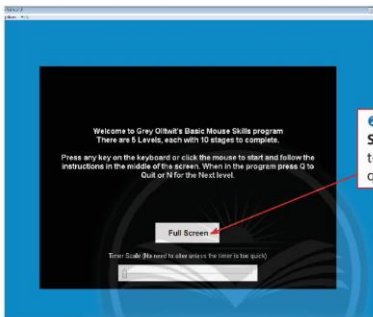 Welcome to Grey Olltwit's Basic Mouse Skills program
There are 5 Levels, each with 10 stages to complete.
Press any key on the keyboard or click the mouse to start and follow the
instructions in the middle of the screen. When in the program press Q to
Quit or N for the Next level.
Full Screen
Timer Scale (No need to alter unless the timer is too quick)